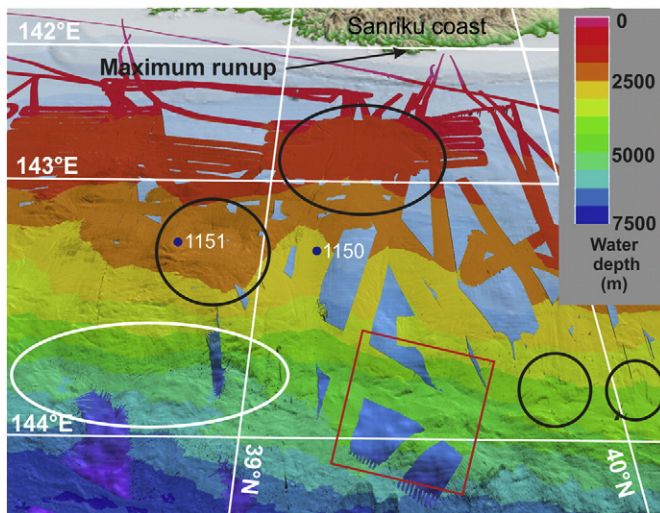 142°E
Sanriku coast
Maximum runup
143°E
1151
1150
144°E
39°N
40°N
0
2500
5000
7500
Water
depth
(m)